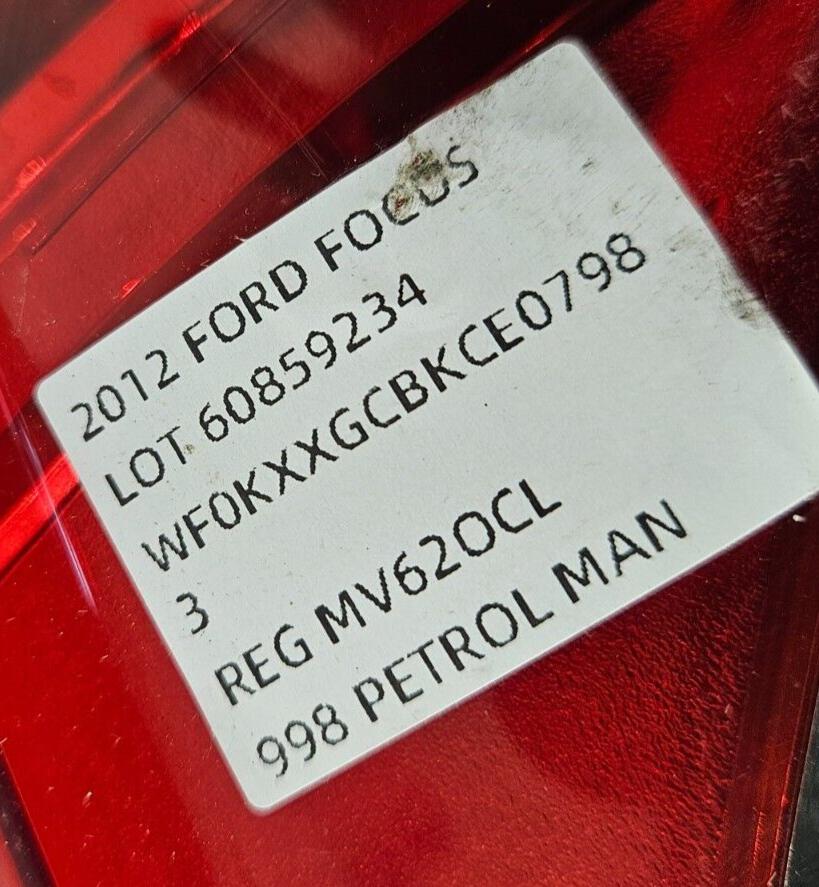 2012 FORD FOCUS
LOT 60859234
WF0KXXGCBKCE0798
3
REG MV62OCL
998 PETROL MAN